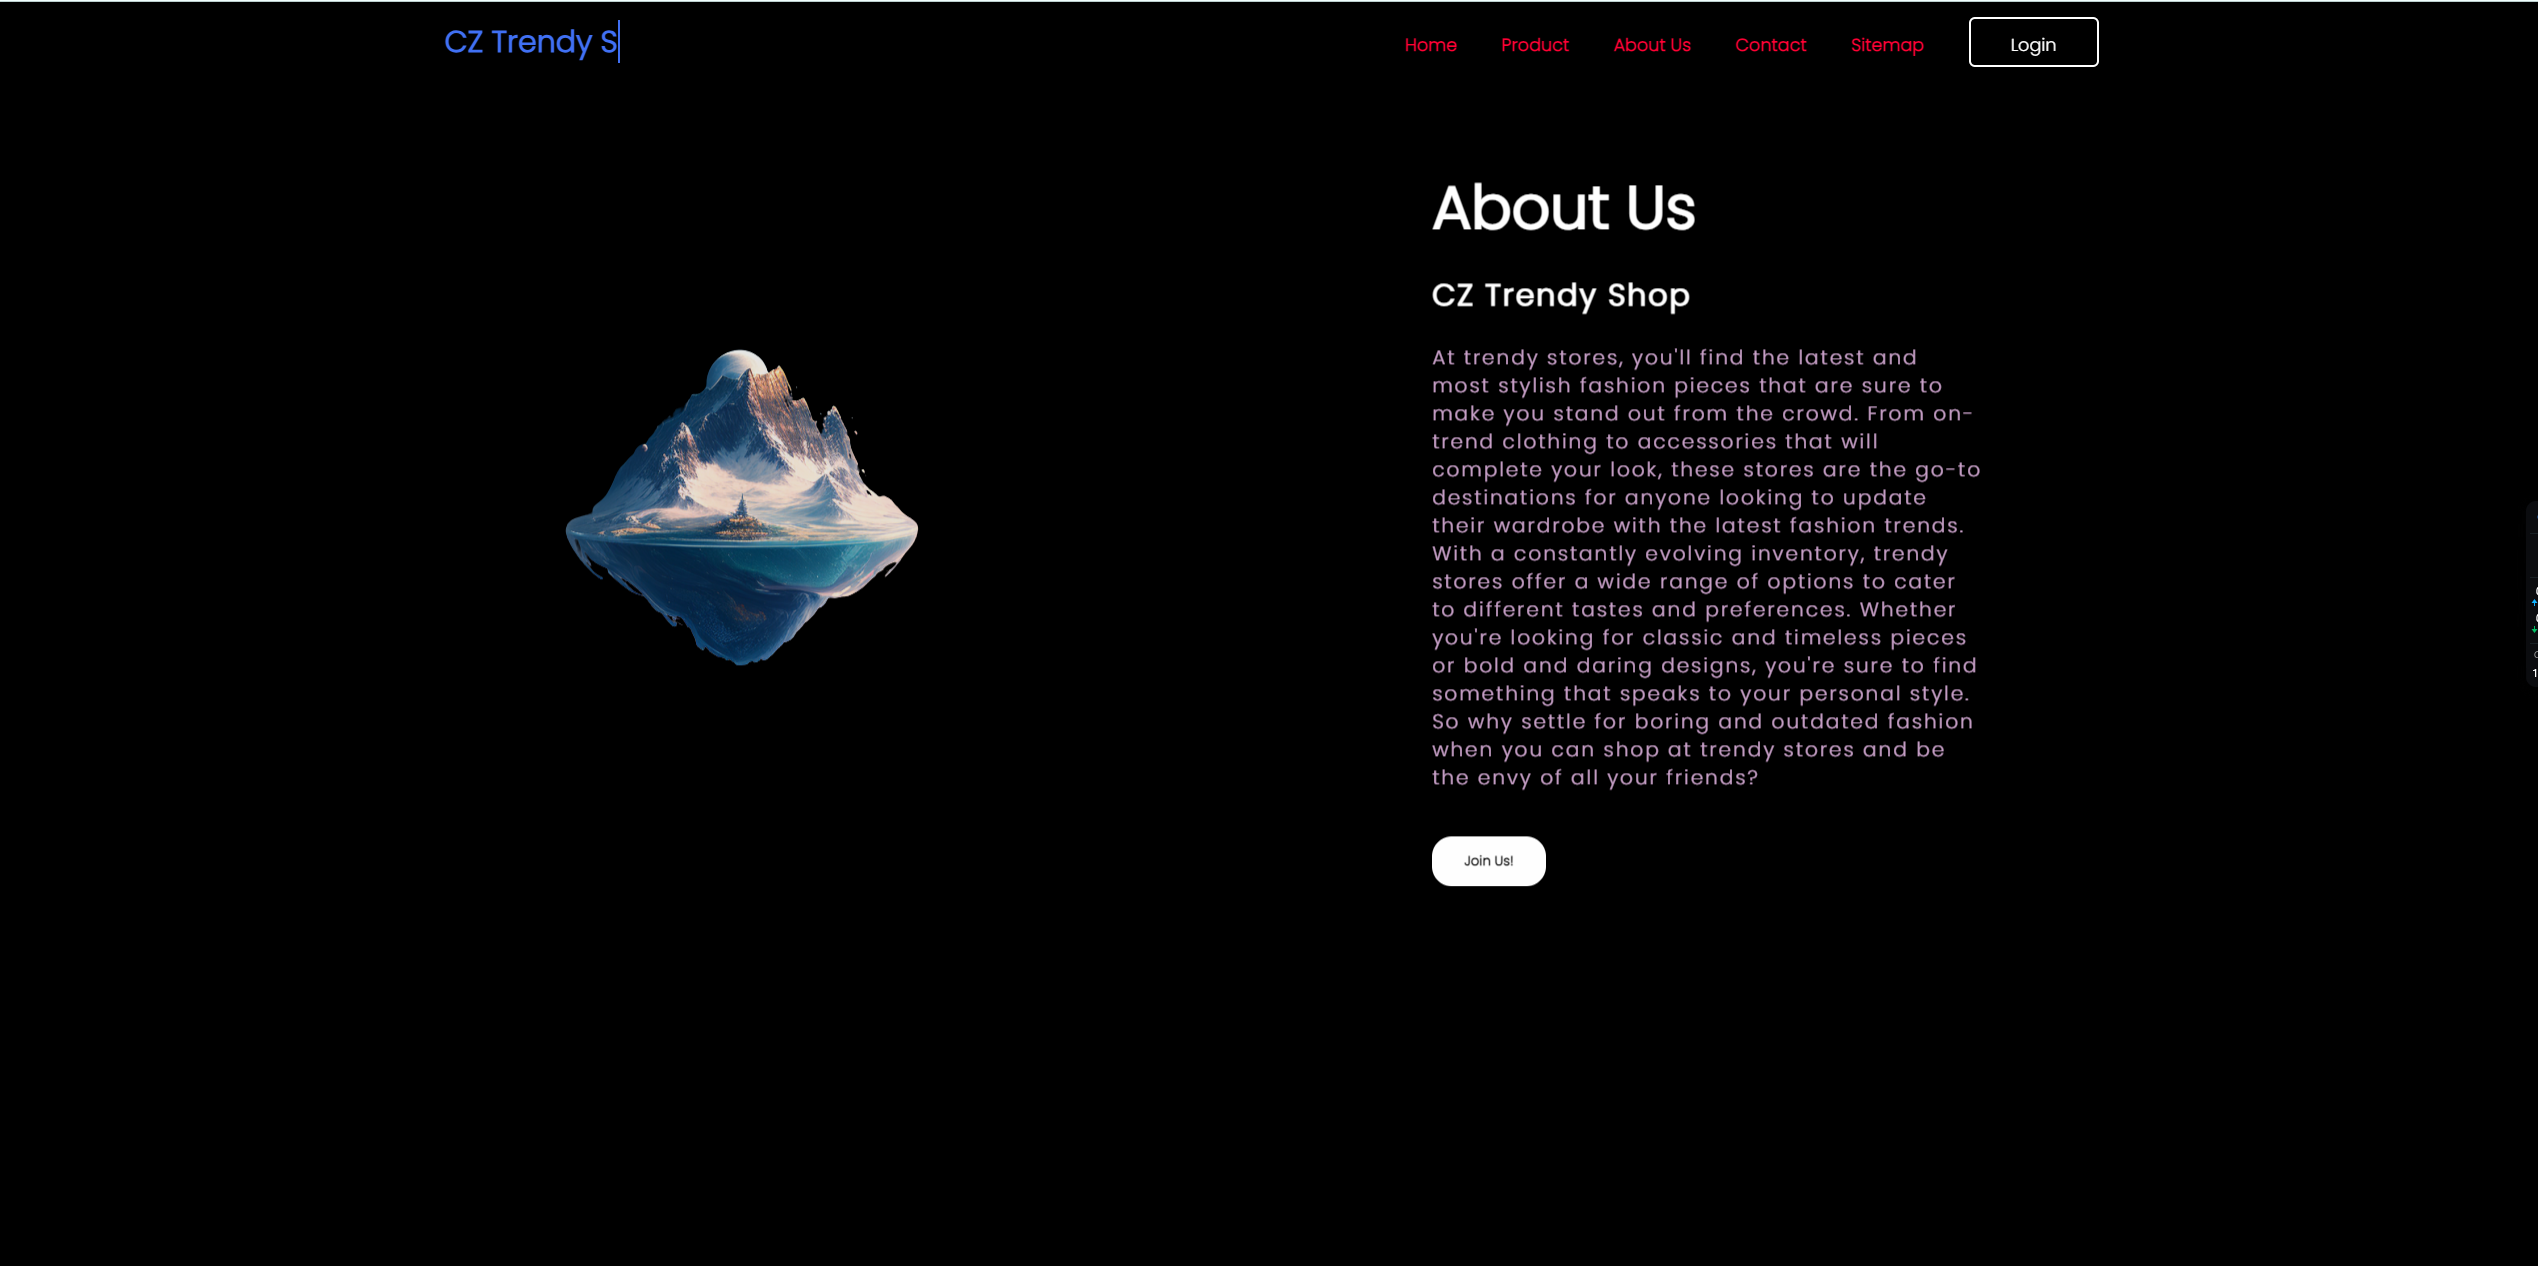 CZ Trendy S
Home Product About Us Contact Sitemap Login
About Us
CZ Trendy Shop
At trendy stores, you'll find the latest and
most stylish fashion pieces that are sure to
make you stand out from the crowd. From on-
trend clothing to accessories that will
complete your look, these stores are the go-to
destinations for anyone looking to update
their wardrobe with the latest fashion trends.
With a constantly evolving inventory, trendy
stores offer a wide range of options to cater
to different tastes and preferences. Whether
you're looking for classic and timeless pieces
or bold and daring designs, you're sure to find
something that speaks to your personal style.
So why settle for boring and outdated fashion
when you can shop at trendy stores and be
the envy of all your friends?
Join Us!